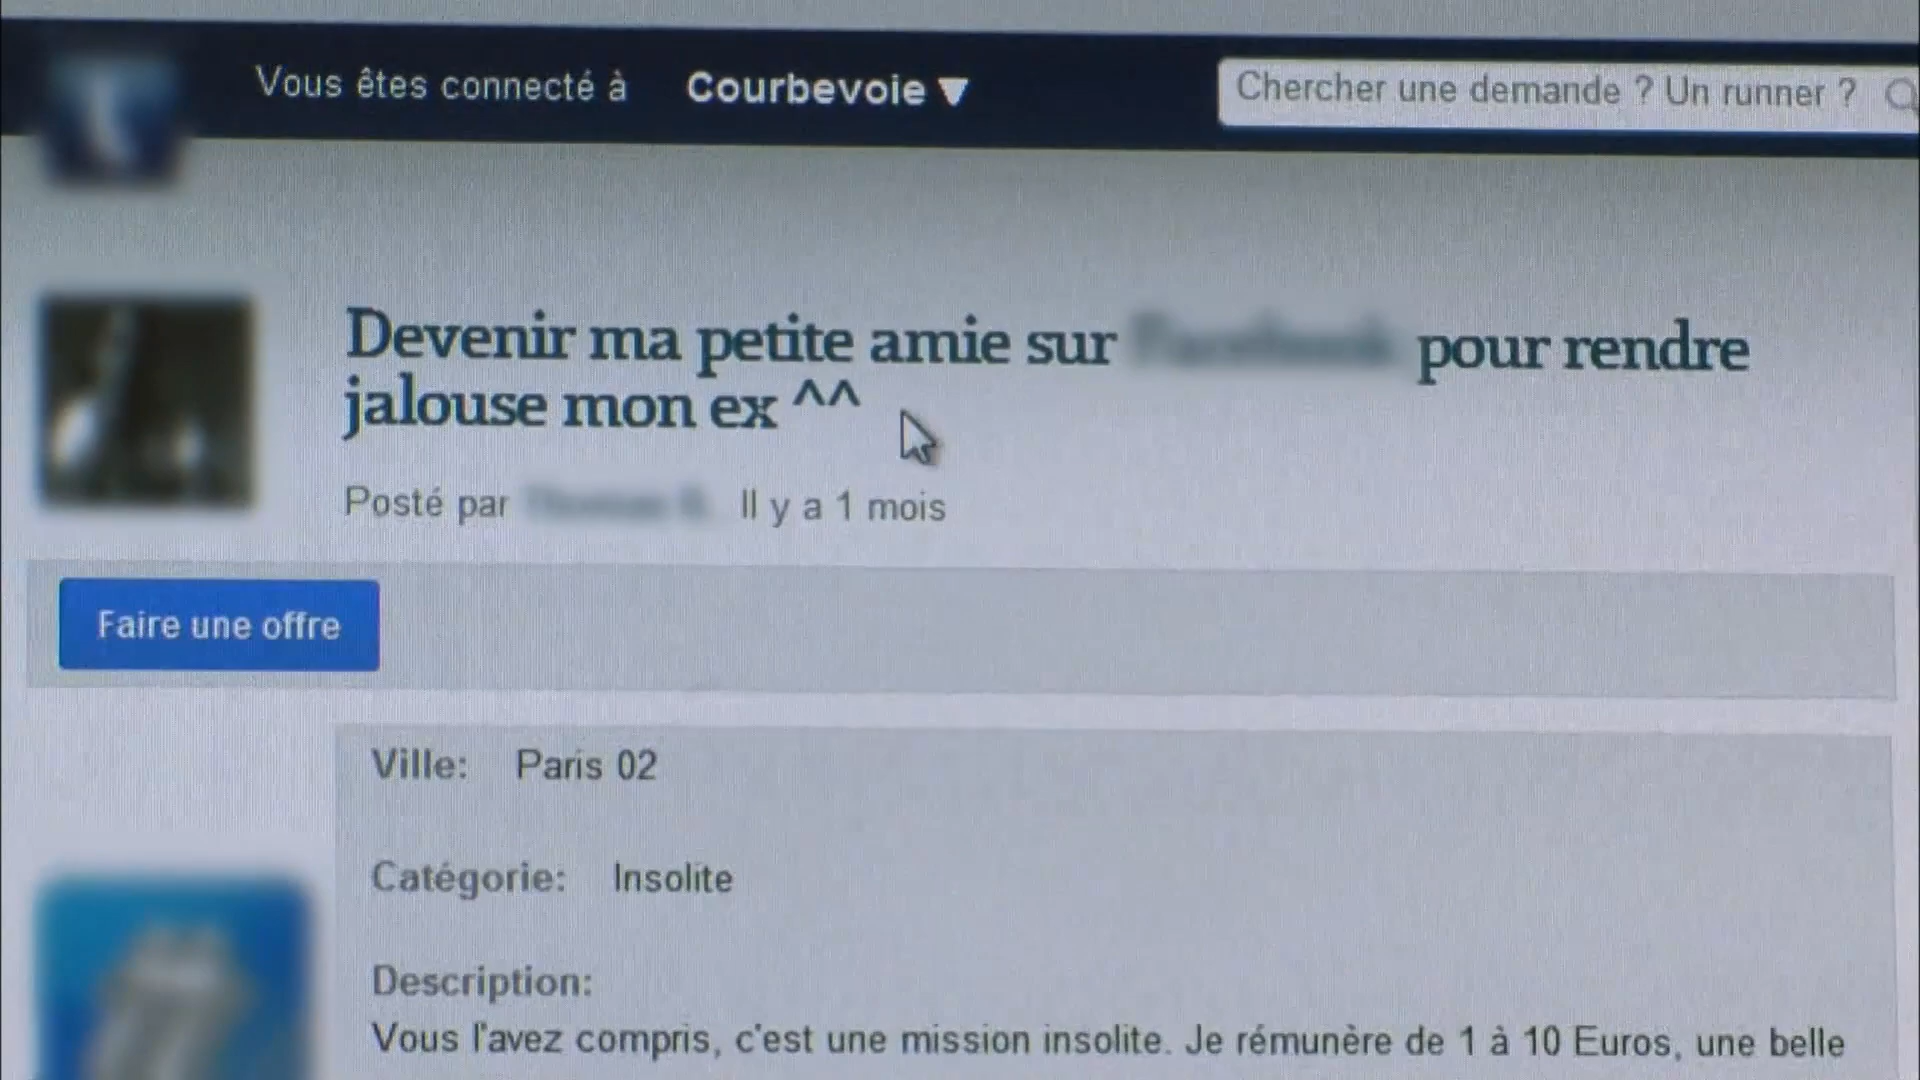 Vous êtes connecté à Courbevoie ▼ Chercher une demande ? Un runner ?
Devenir ma petite amie sur pour rendre
jalouse mon ex ^^
Posté par Il y a 1 mois
Faire une offre
Ville: Paris 02
Catégorie: Insolite
Description:
Vous l'avez compris, c'est une mission insolite. Je rémunère de 1 à 10 Euros, une belle